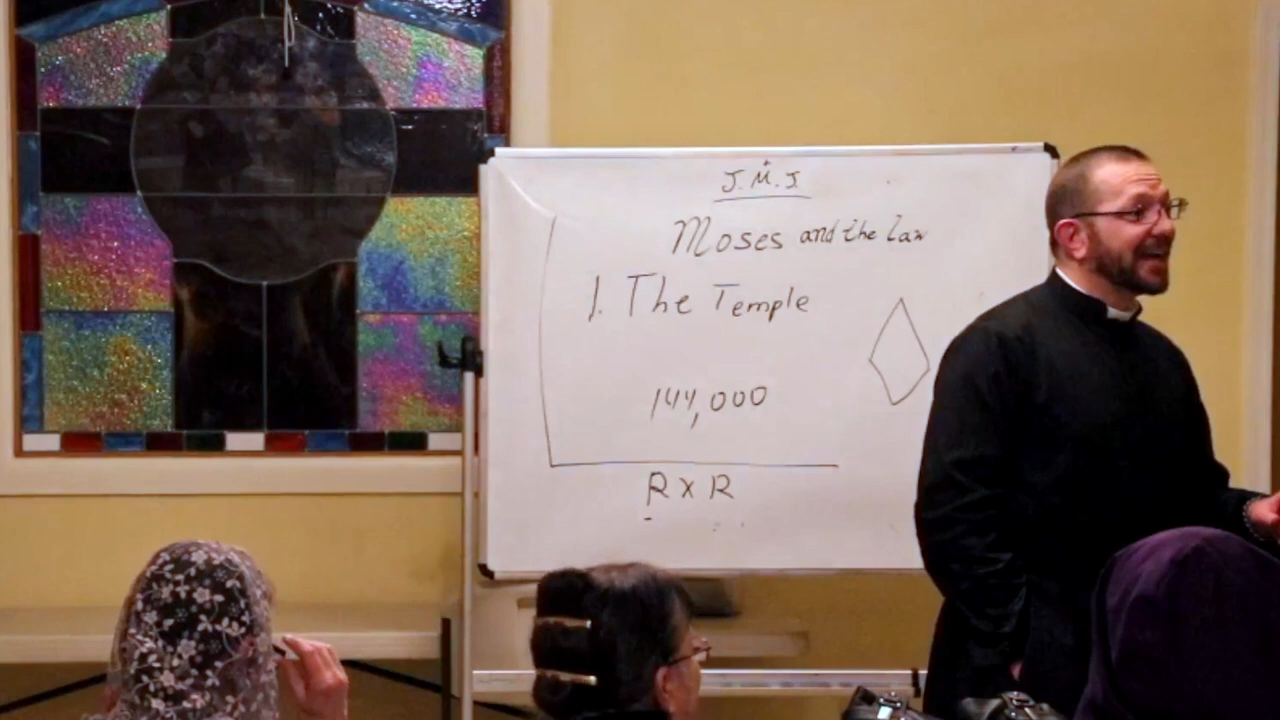 J.M.J.
Moses and the Law
1. The Temple
144,000
R x R